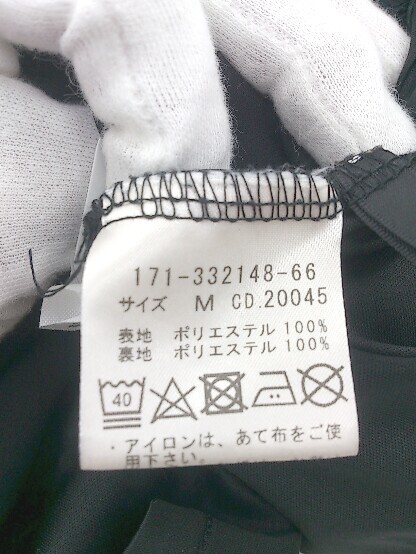 171-332148-66
サイズ M CD.20045
表地 ポリエステル 100%
裏地 ポリエステル 100%
40
・アイロンは、あて布をご使
用下さい。